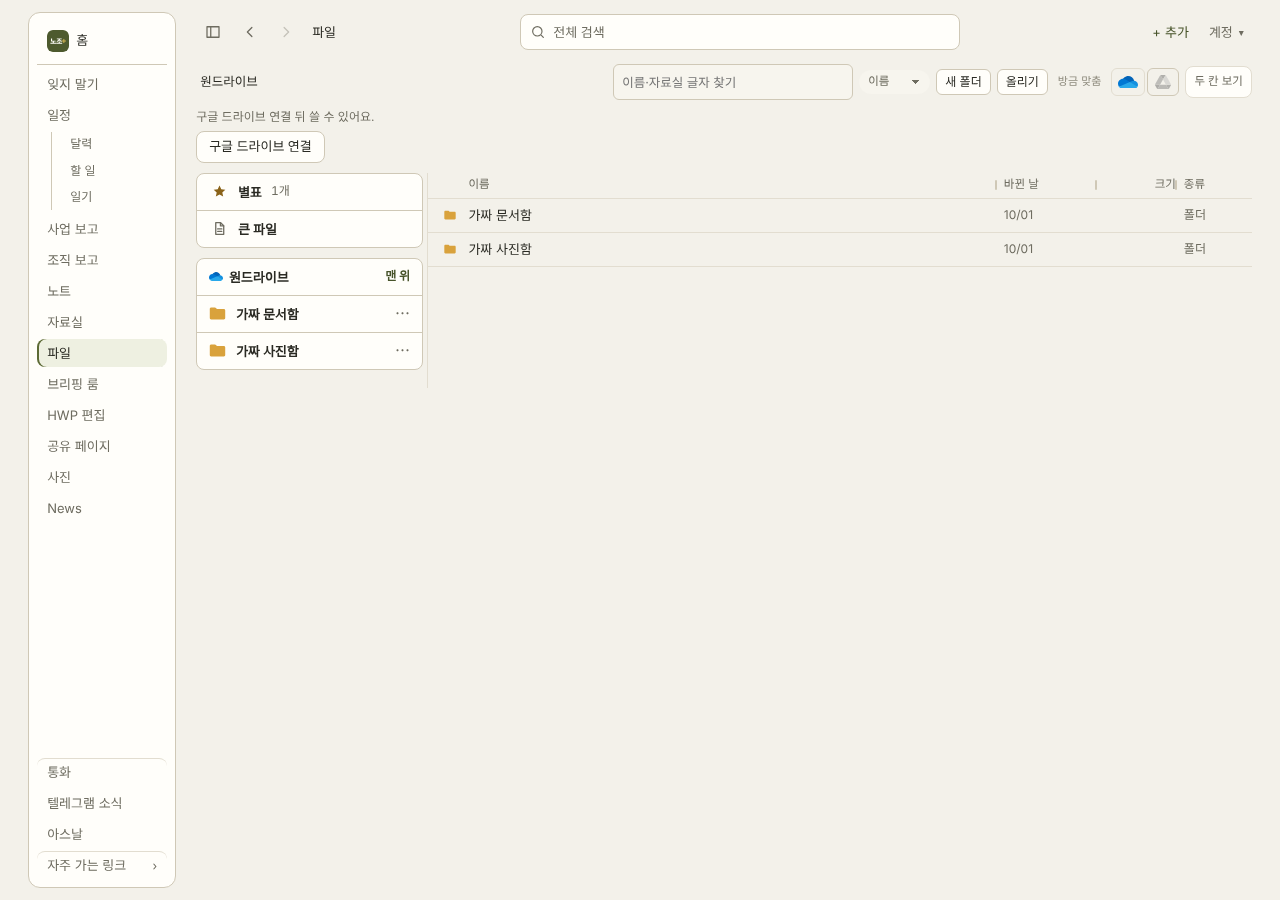 노조
홈
잊지 말기
일정
달력
할 일
일기
사업 보고
조직 보고
노트
자료실
파일
브리핑 룸
HWP 편집
공유 페이지
사진
News
통화
텔레그램 소식
아스날
자주 가는 링크 ›
파일
전체 검색
+ 추가
계정 ▾
원드라이브
이름·자료실 글자 찾기
이름
새 폴더
올리기
방금 맞춤
두 칸 보기
구글 드라이브 연결 뒤 쓸 수 있어요.
구글 드라이브 연결
별표 1개
큰 파일
원드라이브 맨 위
가짜 문서함 ···
가짜 사진함 ···
이름 바뀐 날 크기 종류
가짜 문서함 10/01 폴더
가짜 사진함 10/01 폴더